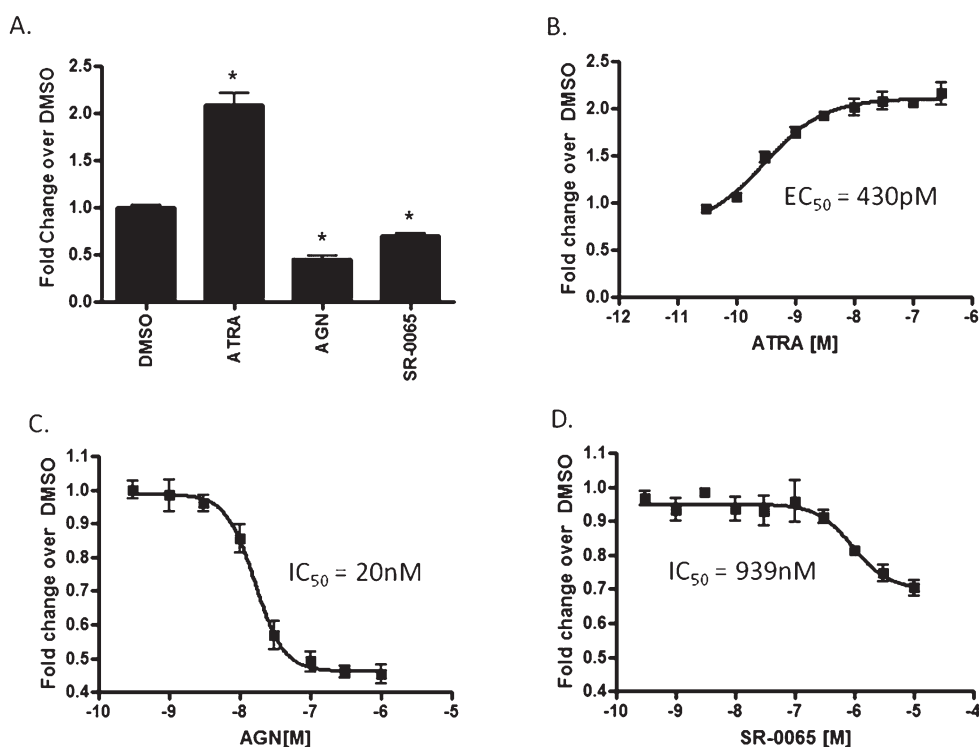 A.
Fold Change over DMSO
2.5
2.0
1.5
1.0
0.5
0.0
*
*
*
DMSO
ATRA
AGN
SR-0065
B.
Fold change over DMSO
2.5
2.0
1.5
1.0
0.5
0.0
EC50 = 430pM
-12 -11 -10 -9 -8 -7 -6
ATRA [M]
C.
Fold change over DMSO
1.1
1.0
0.9
0.8
0.7
0.6
0.5
0.4
IC50 = 20nM
-10 -9 -8 -7 -6 -5
AGN[M]
D.
Fold change over DMSO
1.1
1.0
0.9
0.8
0.7
0.6
0.5
0.4
IC50 = 939nM
-10 -9 -8 -7 -6 -5 -4
SR-0065 [M]